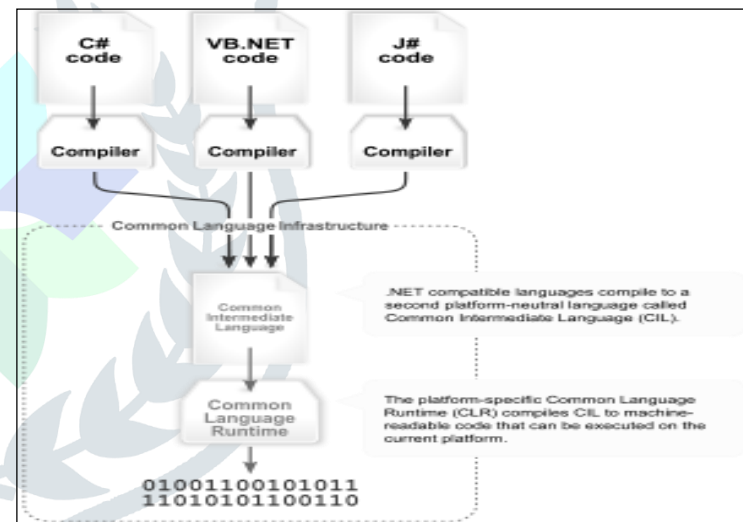 C#
code
VB.NET
code
J#
code
Compiler
Compiler
Compiler
Common Language Infrastructure
Common
Intermediate
Language
.NET compatible languages compile to a
second platform-neutral language called
Common Intermediate Language (CIL).
Common
Language
Runtime
The platform-specific Common Language
Runtime (CLR) compiles CIL to machine-
readable code that can be executed on the
current platform.
01001100101011
11010101100110